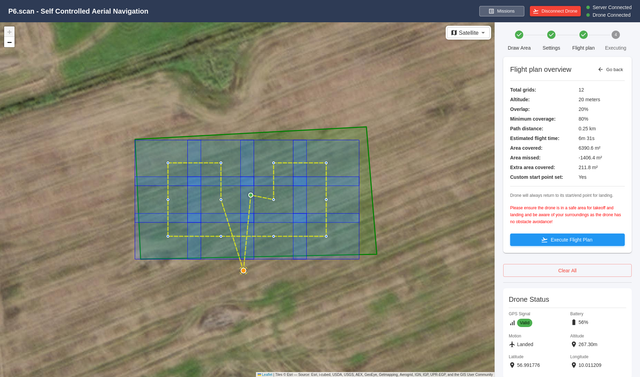 P6.scan - Self Controlled Aerial Navigation
Missions
Disconnect Drone
Server Connected
Drone Connected
+
−
Satellite
Draw Area
Settings
Flight plan
Executing
Flight plan overview
Go back
Total grids: 12
Altitude: 20 meters
Overlap: 20%
Minimum coverage: 80%
Path distance: 0.25 km
Estimated flight time: 6m 31s
Area covered: 6390.6 m²
Area missed: -1406.4 m²
Extra area covered: 211.8 m²
Custom start point set: Yes
Drone will always return to its start/end point for landing.
Please ensure the drone is in a safe area for takeoff and
landing and be aware of your surroundings as the drone has
no obstacle avoidance!
Execute Flight Plan
Clear All
Drone Status
GPS Signal
Battery
56%
Motion
Altitude
Landed
267.30m
Latitude
Longitude
56.991776
10.011209
Leaflet | Tiles © Esri — Source: Esri, i-cubed, USDA, USGS, AEX, GeoEye, Getmapping, Aerogrid, IGN, IGP, UPR-EGP, and the GIS User Community